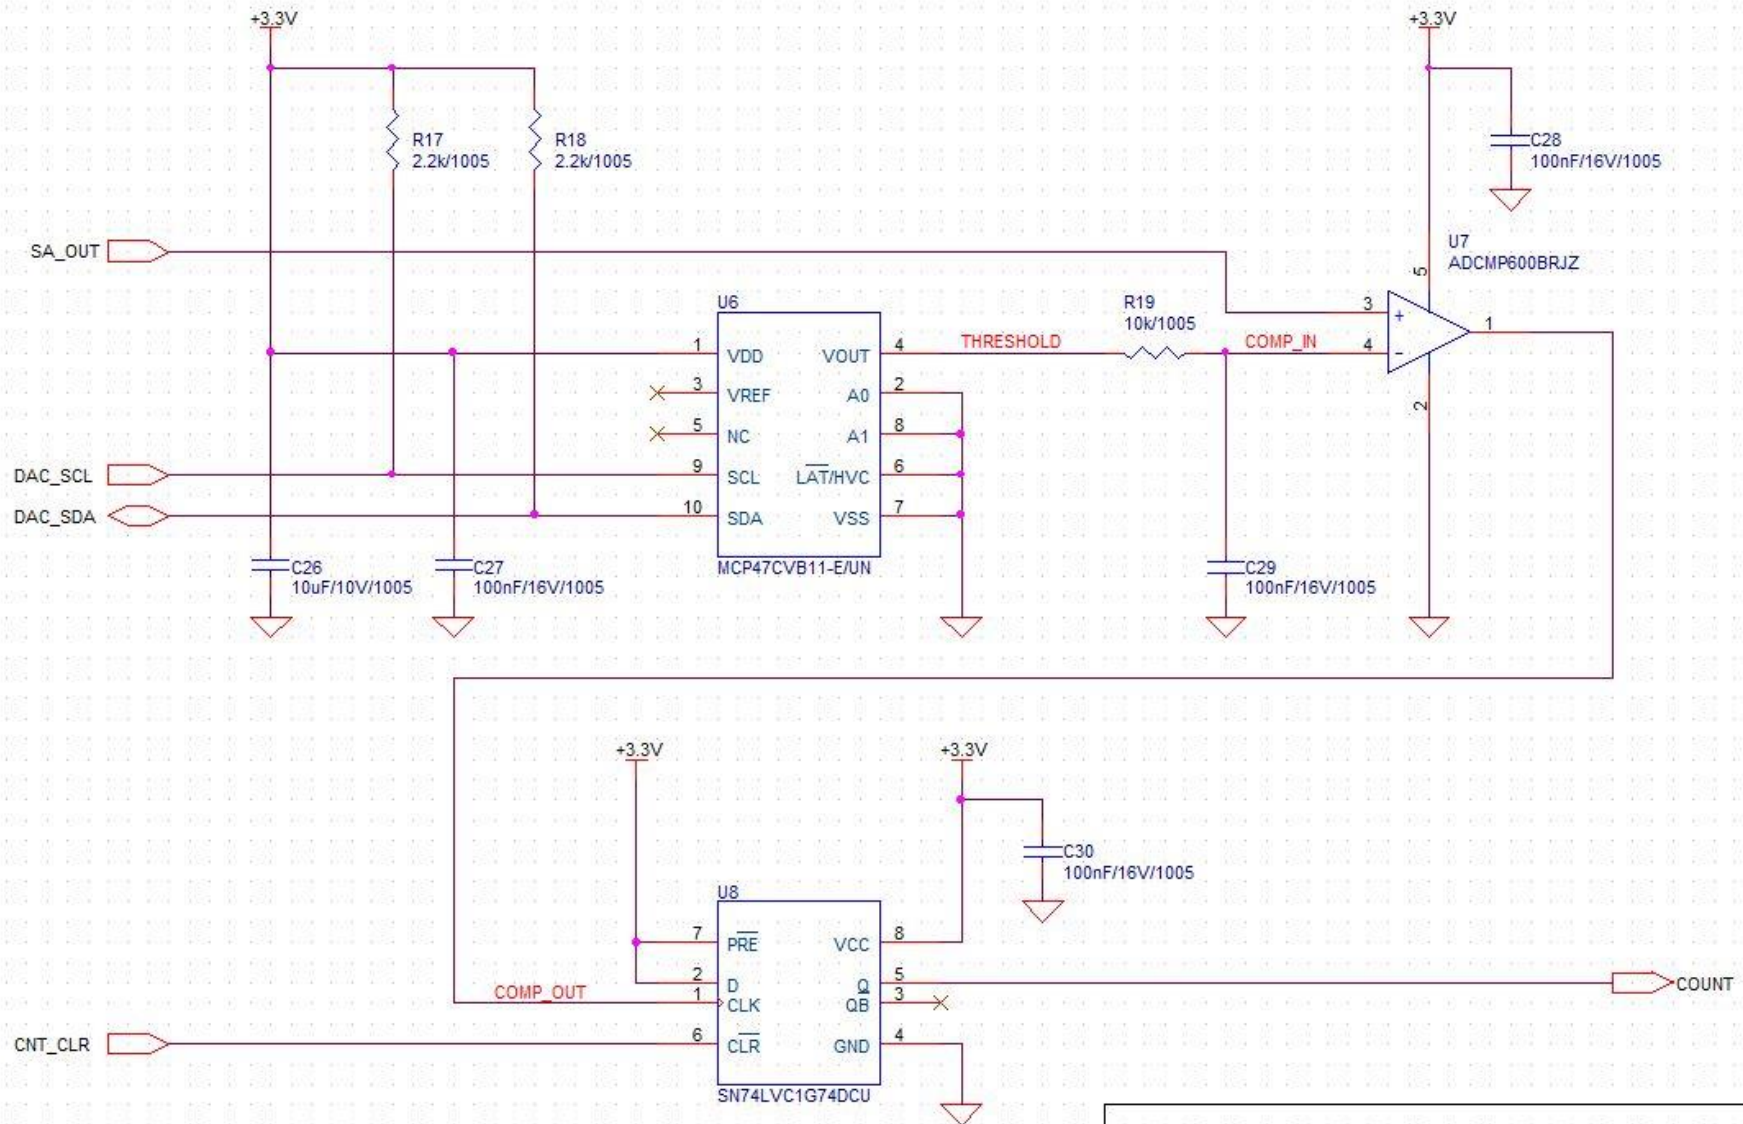 +3.3V
+3.3V
R17
2.2k/1005
R18
2.2k/1005
C28
100nF/16V/1005
SA_OUT
U7
ADCMP600BRJZ
5
U6
R19
10k/1005
3
+
1
1
VDD
VOUT
4
THRESHOLD
COMP_IN
4
-
3
VREF
A0
2
2
5
NC
A1
8
DAC_SCL
9
SCL
LAT/HVC
6
DAC_SDA
10
SDA
VSS
7
C26
10uF/10V/1005
C27
100nF/16V/1005
MCP47CVB11-E/UN
C29
100nF/16V/1005
+3.3V
+3.3V
C30
100nF/16V/1005
U8
7
PRE
VCC
8
2
D
Q
5
COUNT
COMP_OUT
1
CLK
QB
3
CNT_CLR
6
CLR
GND
4
SN74LVC1G74DCU